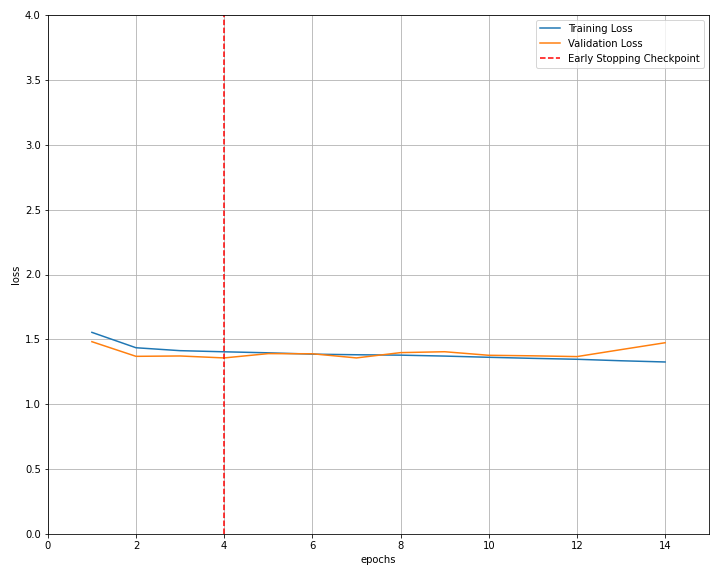 4.0
3.5
3.0
2.5
2.0
1.5
1.0
0.5
0.0
loss
Training Loss
Validation Loss
Early Stopping Checkpoint
0 2 4 6 8 10 12 14
epochs